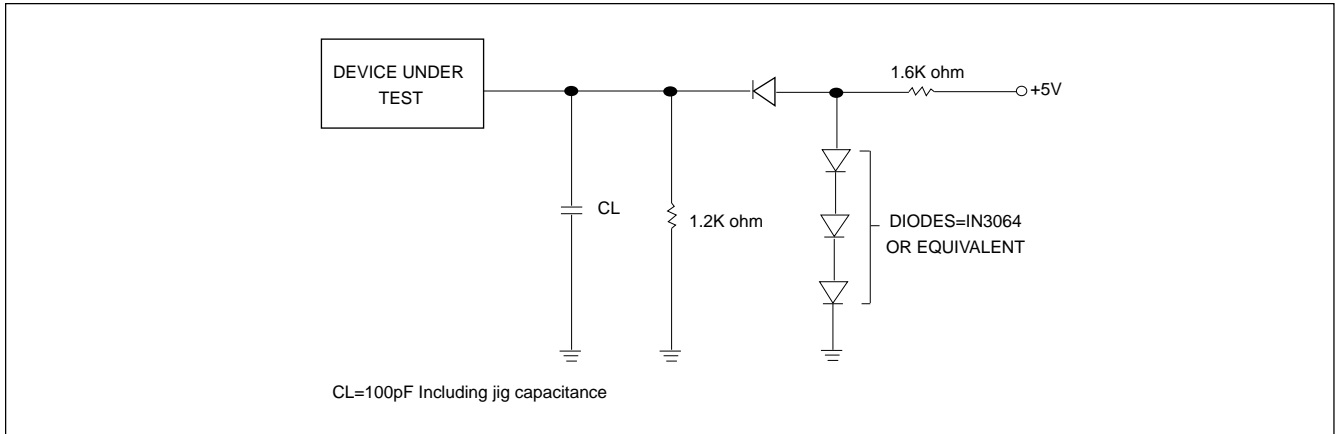 DEVICE UNDER
TEST
1.6K ohm
+5V
CL
1.2K ohm
DIODES=IN3064
OR EQUIVALENT
CL=100pF Including jig capacitance